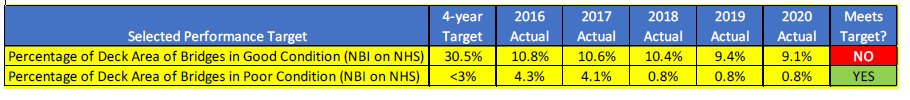 Selected Performance Target 4-year Target 2016 Actual 2017 Actual 2018 Actual 2019 Actual 2020 Actual Meets Target?
Percentage of Deck Area of Bridges in Good Condition (NBI on NHS) 30.5% 10.8% 10.6% 10.4% 9.4% 9.1% NO
Percentage of Deck Area of Bridges in Poor Condition (NBI on NHS) <3% 4.3% 4.1% 0.8% 0.8% 0.8% YES